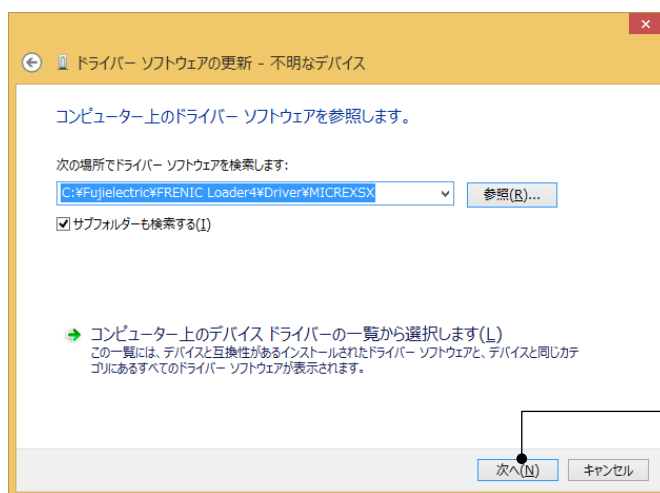 ドライバー ソフトウェアの更新 - 不明なデバイス
コンピューター上のドライバー ソフトウェアを参照します。
次の場所でドライバー ソフトウェアを検索します:
C:¥Fujielectric¥FRENIC Loader4¥Driver¥MICREXSX
参照(R)...
サブフォルダーも検索する(I)
コンピューター上のデバイス ドライバーの一覧から選択します(L)
この一覧には、デバイスと互換性があるインストールされたドライバー ソフトウェアと、デバイスと同じカテ
ゴリにあるすべてのドライバー ソフトウェアが表示されます。
次へ(N)
キャンセル